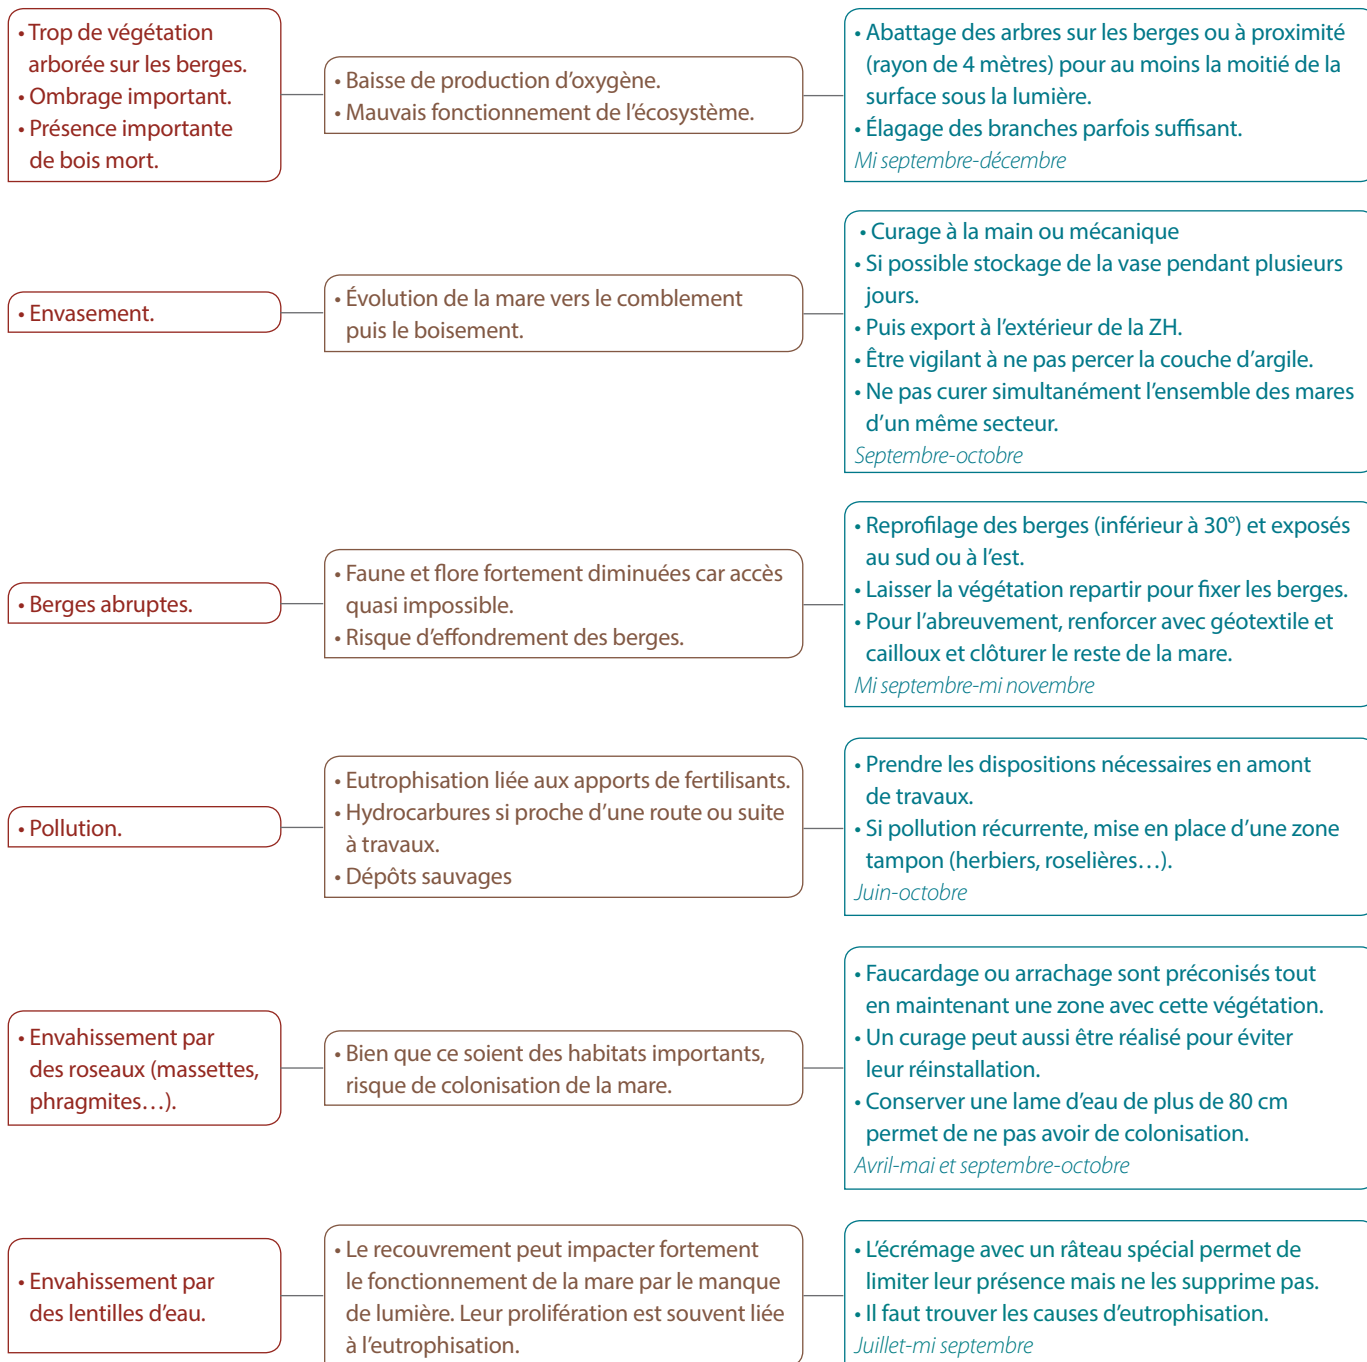 • Trop de végétation
arborée sur les berges.
• Ombrage important.
• Présence importante
de bois mort.
• Baisse de production d'oxygène.
• Mauvais fonctionnement de l'écosystème.
• Abattage des arbres sur les berges ou à proximité
(rayon de 4 mètres) pour au moins la moitié de la
surface sous la lumière.
• Élagage des branches parfois suffisant.
Mi septembre-décembre
• Envasement.
• Évolution de la mare vers le comblement
puis le boisement.
• Curage à la main ou mécanique
• Si possible stockage de la vase pendant plusieurs
jours.
• Puis export à l'extérieur de la ZH.
• Être vigilant à ne pas percer la couche d'argile.
• Ne pas curer simultanément l'ensemble des mares
d'un même secteur.
Septembre-octobre
• Berges abruptes.
• Faune et flore fortement diminuées car accès
quasi impossible.
• Risque d'effondrement des berges.
• Reprofilage des berges (inférieur à 30°) et exposés
au sud ou à l'est.
• Laisser la végétation repartir pour fixer les berges.
• Pour l'abreuvement, renforcer avec géotextile et
cailloux et clôturer le reste de la mare.
Mi septembre-mi novembre
• Pollution.
• Eutrophisation liée aux apports de fertilisants.
• Hydrocarbures si proche d'une route ou suite
à travaux.
• Dépôts sauvages
• Prendre les dispositions nécessaires en amont
de travaux.
• Si pollution récurrente, mise en place d'une zone
tampon (herbiers, roselières…).
Juin-octobre
• Envahissement par
des roseaux (massettes,
phragmites…).
• Bien que ce soient des habitats importants,
risque de colonisation de la mare.
• Faucardage ou arrachage sont préconisés tout
en maintenant une zone avec cette végétation.
• Un curage peut aussi être réalisé pour éviter
leur réinstallation.
• Conserver une lame d'eau de plus de 80 cm
permet de ne pas avoir de colonisation.
Avril-mai et septembre-octobre
• Envahissement par
des lentilles d'eau.
• Le recouvrement peut impacter fortement
le fonctionnement de la mare par le manque
de lumière. Leur prolifération est souvent liée
à l'eutrophisation.
• L'écrémage avec un râteau spécial permet de
limiter leur présence mais ne les supprime pas.
• Il faut trouver les causes d'eutrophisation.
Juillet-mi septembre